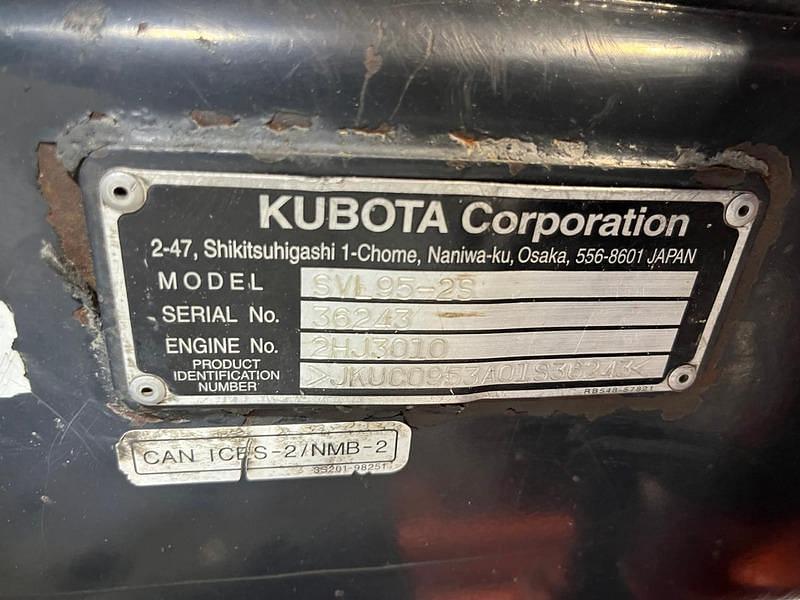 KUBOTA Corporation
2-47, Shikitsuhigashi 1-Chome, Naniwa-ku, Osaka, 556-8601 JAPAN
MODEL SVL95-2S
SERIAL No. 36243
ENGINE No. 2HJ3010
PRODUCT IDENTIFICATION NUMBER >JKUC0953A01S36243<
RB548-57821
CAN ICES-2/NMB-2
3S201-98251